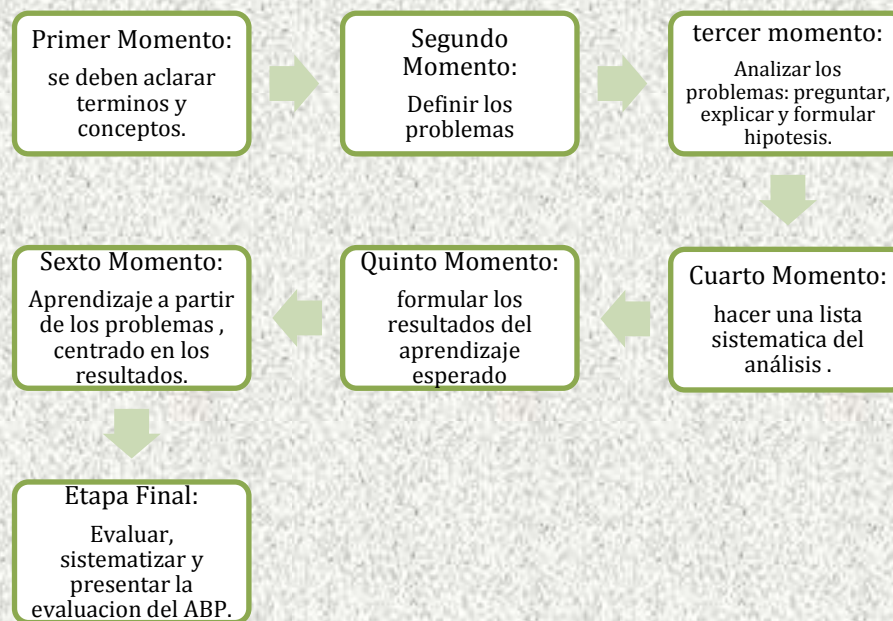 Primer Momento:
se deben aclarar
terminos y
conceptos.
Segundo
Momento:
Definir los
problemas
tercer momento:
Analizar los
problemas: preguntar,
explicar y formular
hipotesis.
Cuarto Momento:
hacer una lista
sistematica del
análisis .
Quinto Momento:
formular los
resultados del
aprendizaje
esperado
Sexto Momento:
Aprendizaje a partir
de los problemas ,
centrado en los
resultados.
Etapa Final:
Evaluar,
sistematizar y
presentar la
evaluacion del ABP.